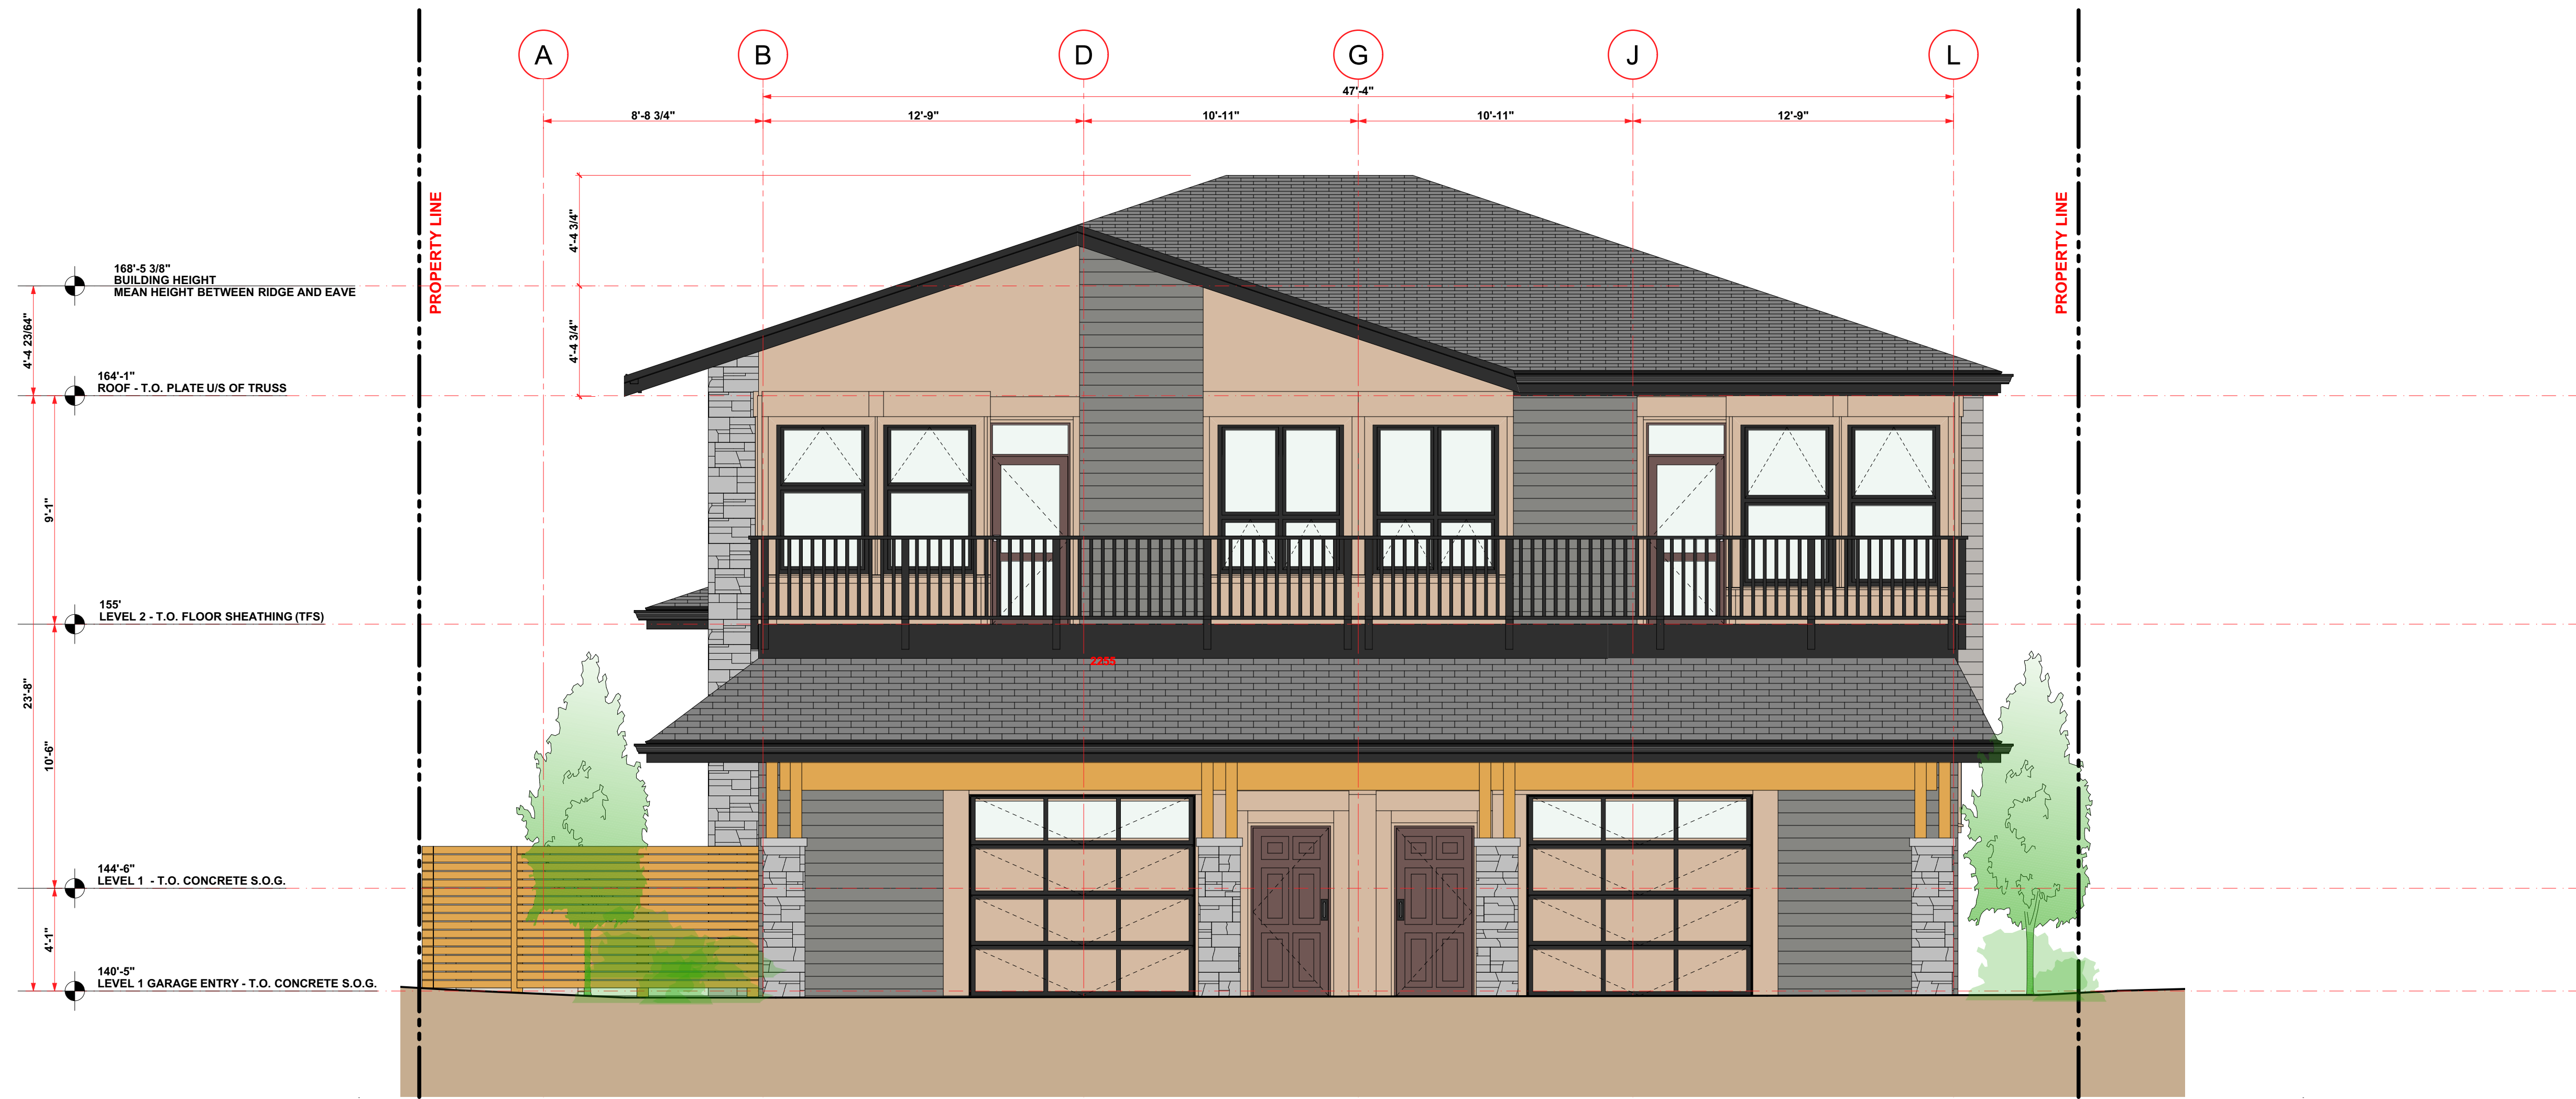 A
B
D
G
J
L
47'-4"
8'-8 3/4"
12'-9"
10'-11"
10'-11"
12'-9"
PROPERTY LINE
PROPERTY LINE
4'-4 3/4"
4'-4 3/4"
168'-5 3/8"
BUILDING HEIGHT
MEAN HEIGHT BETWEEN RIDGE AND EAVE
4'-4 23/64"
164'-1"
ROOF - T.O. PLATE U/S OF TRUSS
9'-1"
155'
LEVEL 2 - T.O. FLOOR SHEATHING (TFS)
2255
23'-8"
10'-6"
144'-6"
LEVEL 1 - T.O. CONCRETE S.O.G.
4'-1"
140'-5"
LEVEL 1 GARAGE ENTRY - T.O. CONCRETE S.O.G.